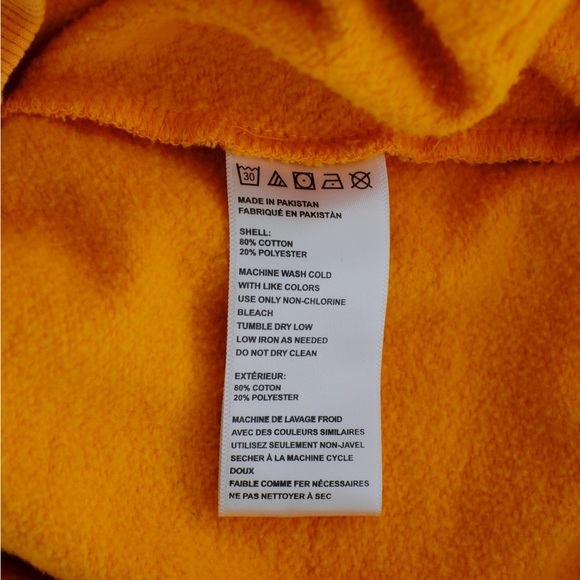 30
MADE IN PAKISTAN
FABRIQUÉ EN PAKISTÀN
SHELL:
80% COTTON
20% POLYESTER
MACHINE WASH COLD
WITH LIKE COLORS
USE ONLY NON-CHLORINE
BLEACH
TUMBLE DRY LOW
LOW IRON AS NEEDED
DO NOT DRY CLEAN
EXTÉRIEUR:
80% COTON
20% POLYESTER
MACHINE DE LAVAGE FROID
AVEC DES COULEURS SIMILAIRES
UTILISEZ SEULEMENT NON-JAVEL
SECHER À LA MACHINE CYCLE
DOUX
FAIBLE COMME FER NÉCESSAIRES
NE PAS NETTOYER À SEC